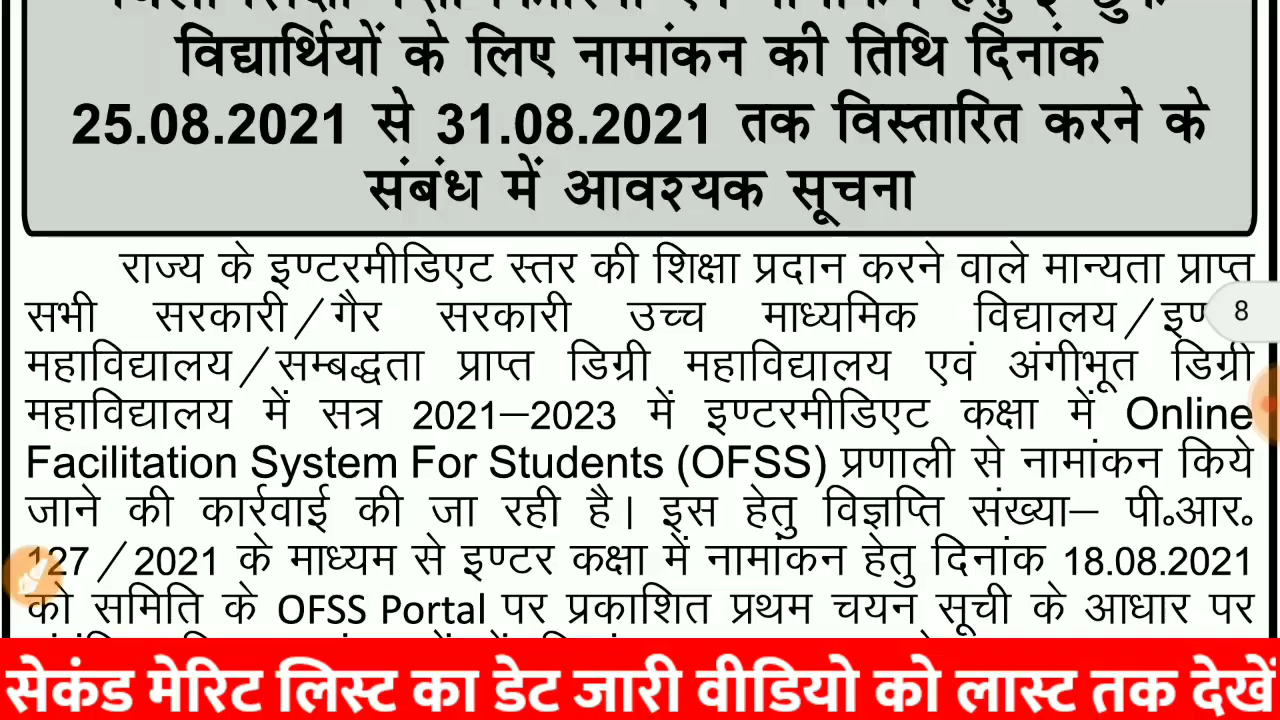 विद्यार्थियों के लिए नामांकन की तिथि दिनांक
25.08.2021 से 31.08.2021 तक विस्तारित करने के
संबंध में आवश्यक सूचना
राज्य के इण्टरमीडिएट स्तर की शिक्षा प्रदान करने वाले मान्यता प्राप्त
सभी सरकारी/गैर सरकारी उच्च माध्यमिक विद्यालय/
8
महाविद्यालय/सम्बद्धता प्राप्त डिग्री महाविद्यालय एवं अंगीभूत डिग्री
महाविद्यालय में सत्र 2021–2023 में इण्टरमीडिएट कक्षा में Online
Facilitation System For Students (OFSS) प्रणाली से नामांकन किये
जाने की कार्रवाई की जा रही है। इस हेतु विज्ञप्ति संख्या– पी॰आर॰
127/2021 के माध्यम से इण्टर कक्षा में नामांकन हेतु दिनांक 18.08.2021
को समिति के OFSS Portal पर प्रकाशित प्रथम चयन सूची के आधार पर
सेकंड मेरिट लिस्ट का डेट जारी वीडियो को लास्ट तक देखें